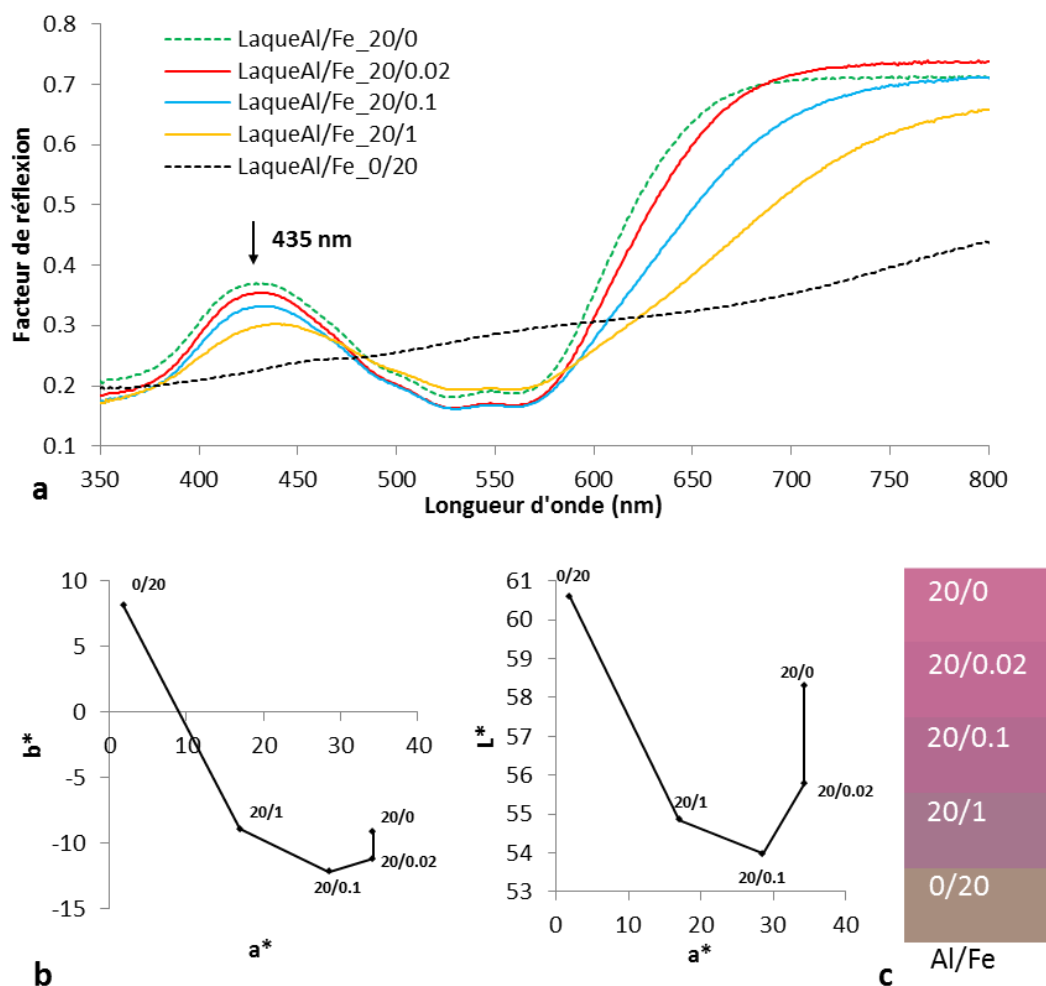 0.8
0.7
0.6
0.5
0.4
0.3
0.2
0.1
Facteur de réflexion
LaqueAl/Fe_20/0
LaqueAl/Fe_20/0.02
LaqueAl/Fe_20/0.1
LaqueAl/Fe_20/1
LaqueAl/Fe_0/20
435 nm
350 400 450 500 550 600 650 700 750 800
Longueur d'onde (nm)
a
10
5
0
-5
-10
-15
b*
0 10 20 30 40
0/20
20/1
20/0
20/0.02
20/0.1
a*
b
61
60
59
58
57
56
55
54
53
L*
0/20
20/0
20/0.02
20/1
20/0.1
0 10 20 30 40
a*
20/0
20/0.02
20/0.1
20/1
0/20
Al/Fe
c